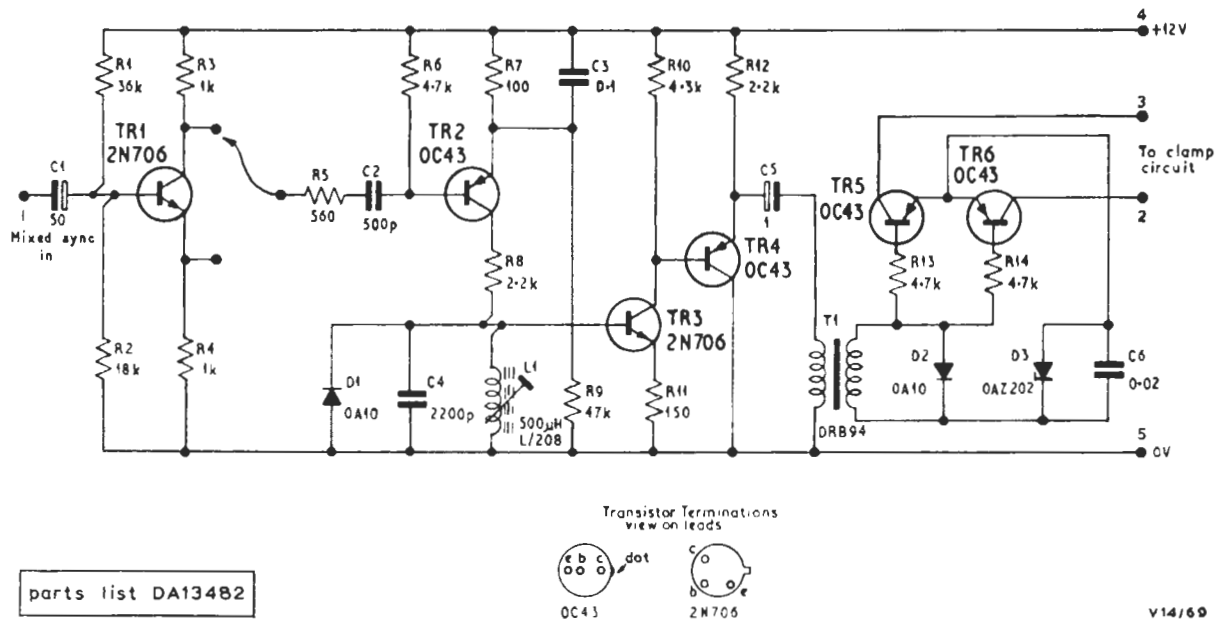 4
+12V
R1
36k
R3
1k
R6
4·7k
R7
100
C3
0·1
R10
4·3k
R12
2·2k
3
To clamp
circuit
2
TR1
2N706
C1
50
1
Mixed sync
in
R5
560
C2
500p
TR2
OC43
R8
2·2k
C5
1
TR4
OC43
TR5
OC43
TR6
OC43
R13
4·7k
R14
4·7k
TR3
2N706
R2
18k
R4
1k
D1
OA10
C4
2200p
L1
500µH
L/208
R9
47k
R11
150
T1
DRB94
D2
OA10
D3
OAZ202
C6
0·02
5
0V
Transistor Terminations
view on leads
e b c
dot
OC43
c
b
e
2N706
parts list DA13482
V14/69